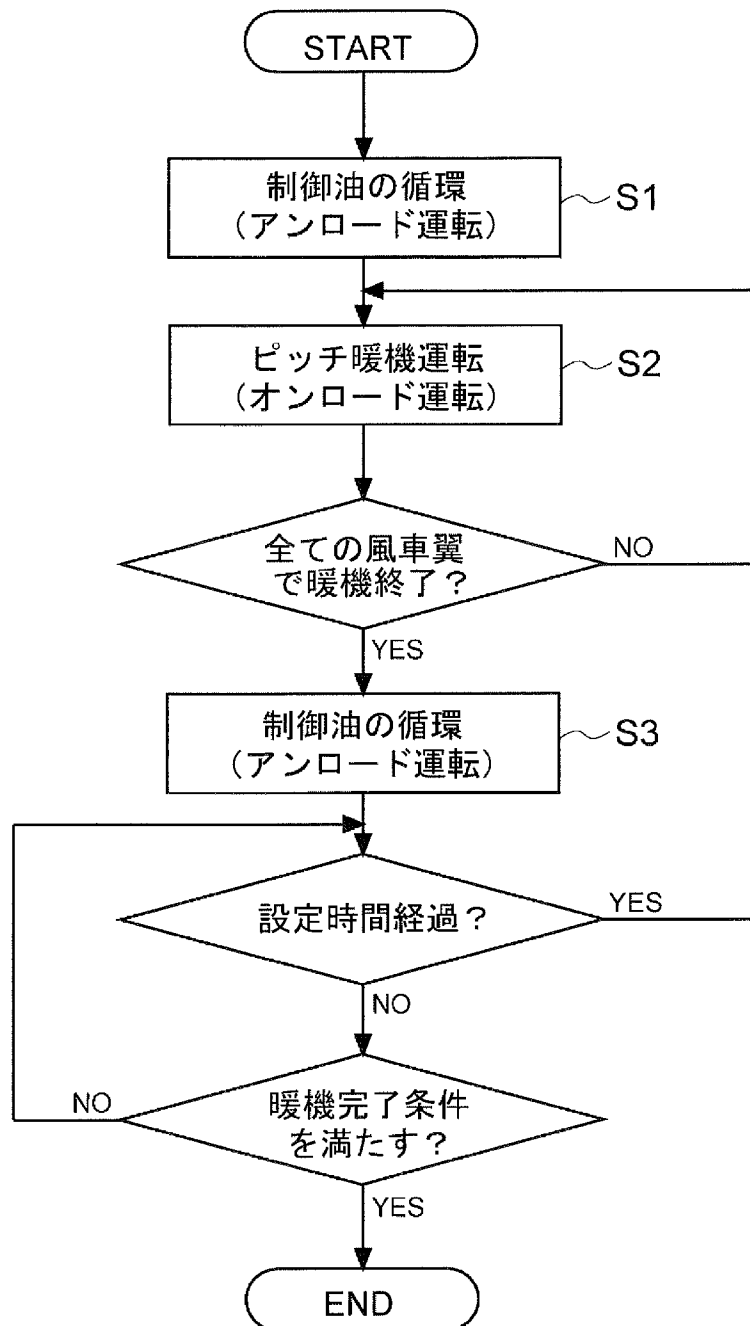 START
制御油の循環
(アンロード運転)
S1
ピッチ暖機運転
(オンロード運転)
S2
全ての風車翼
で暖機終了？
NO
YES
制御油の循環
(アンロード運転)
S3
設定時間経過？
YES
NO
暖機完了条件
を満たす？
NO
YES
END